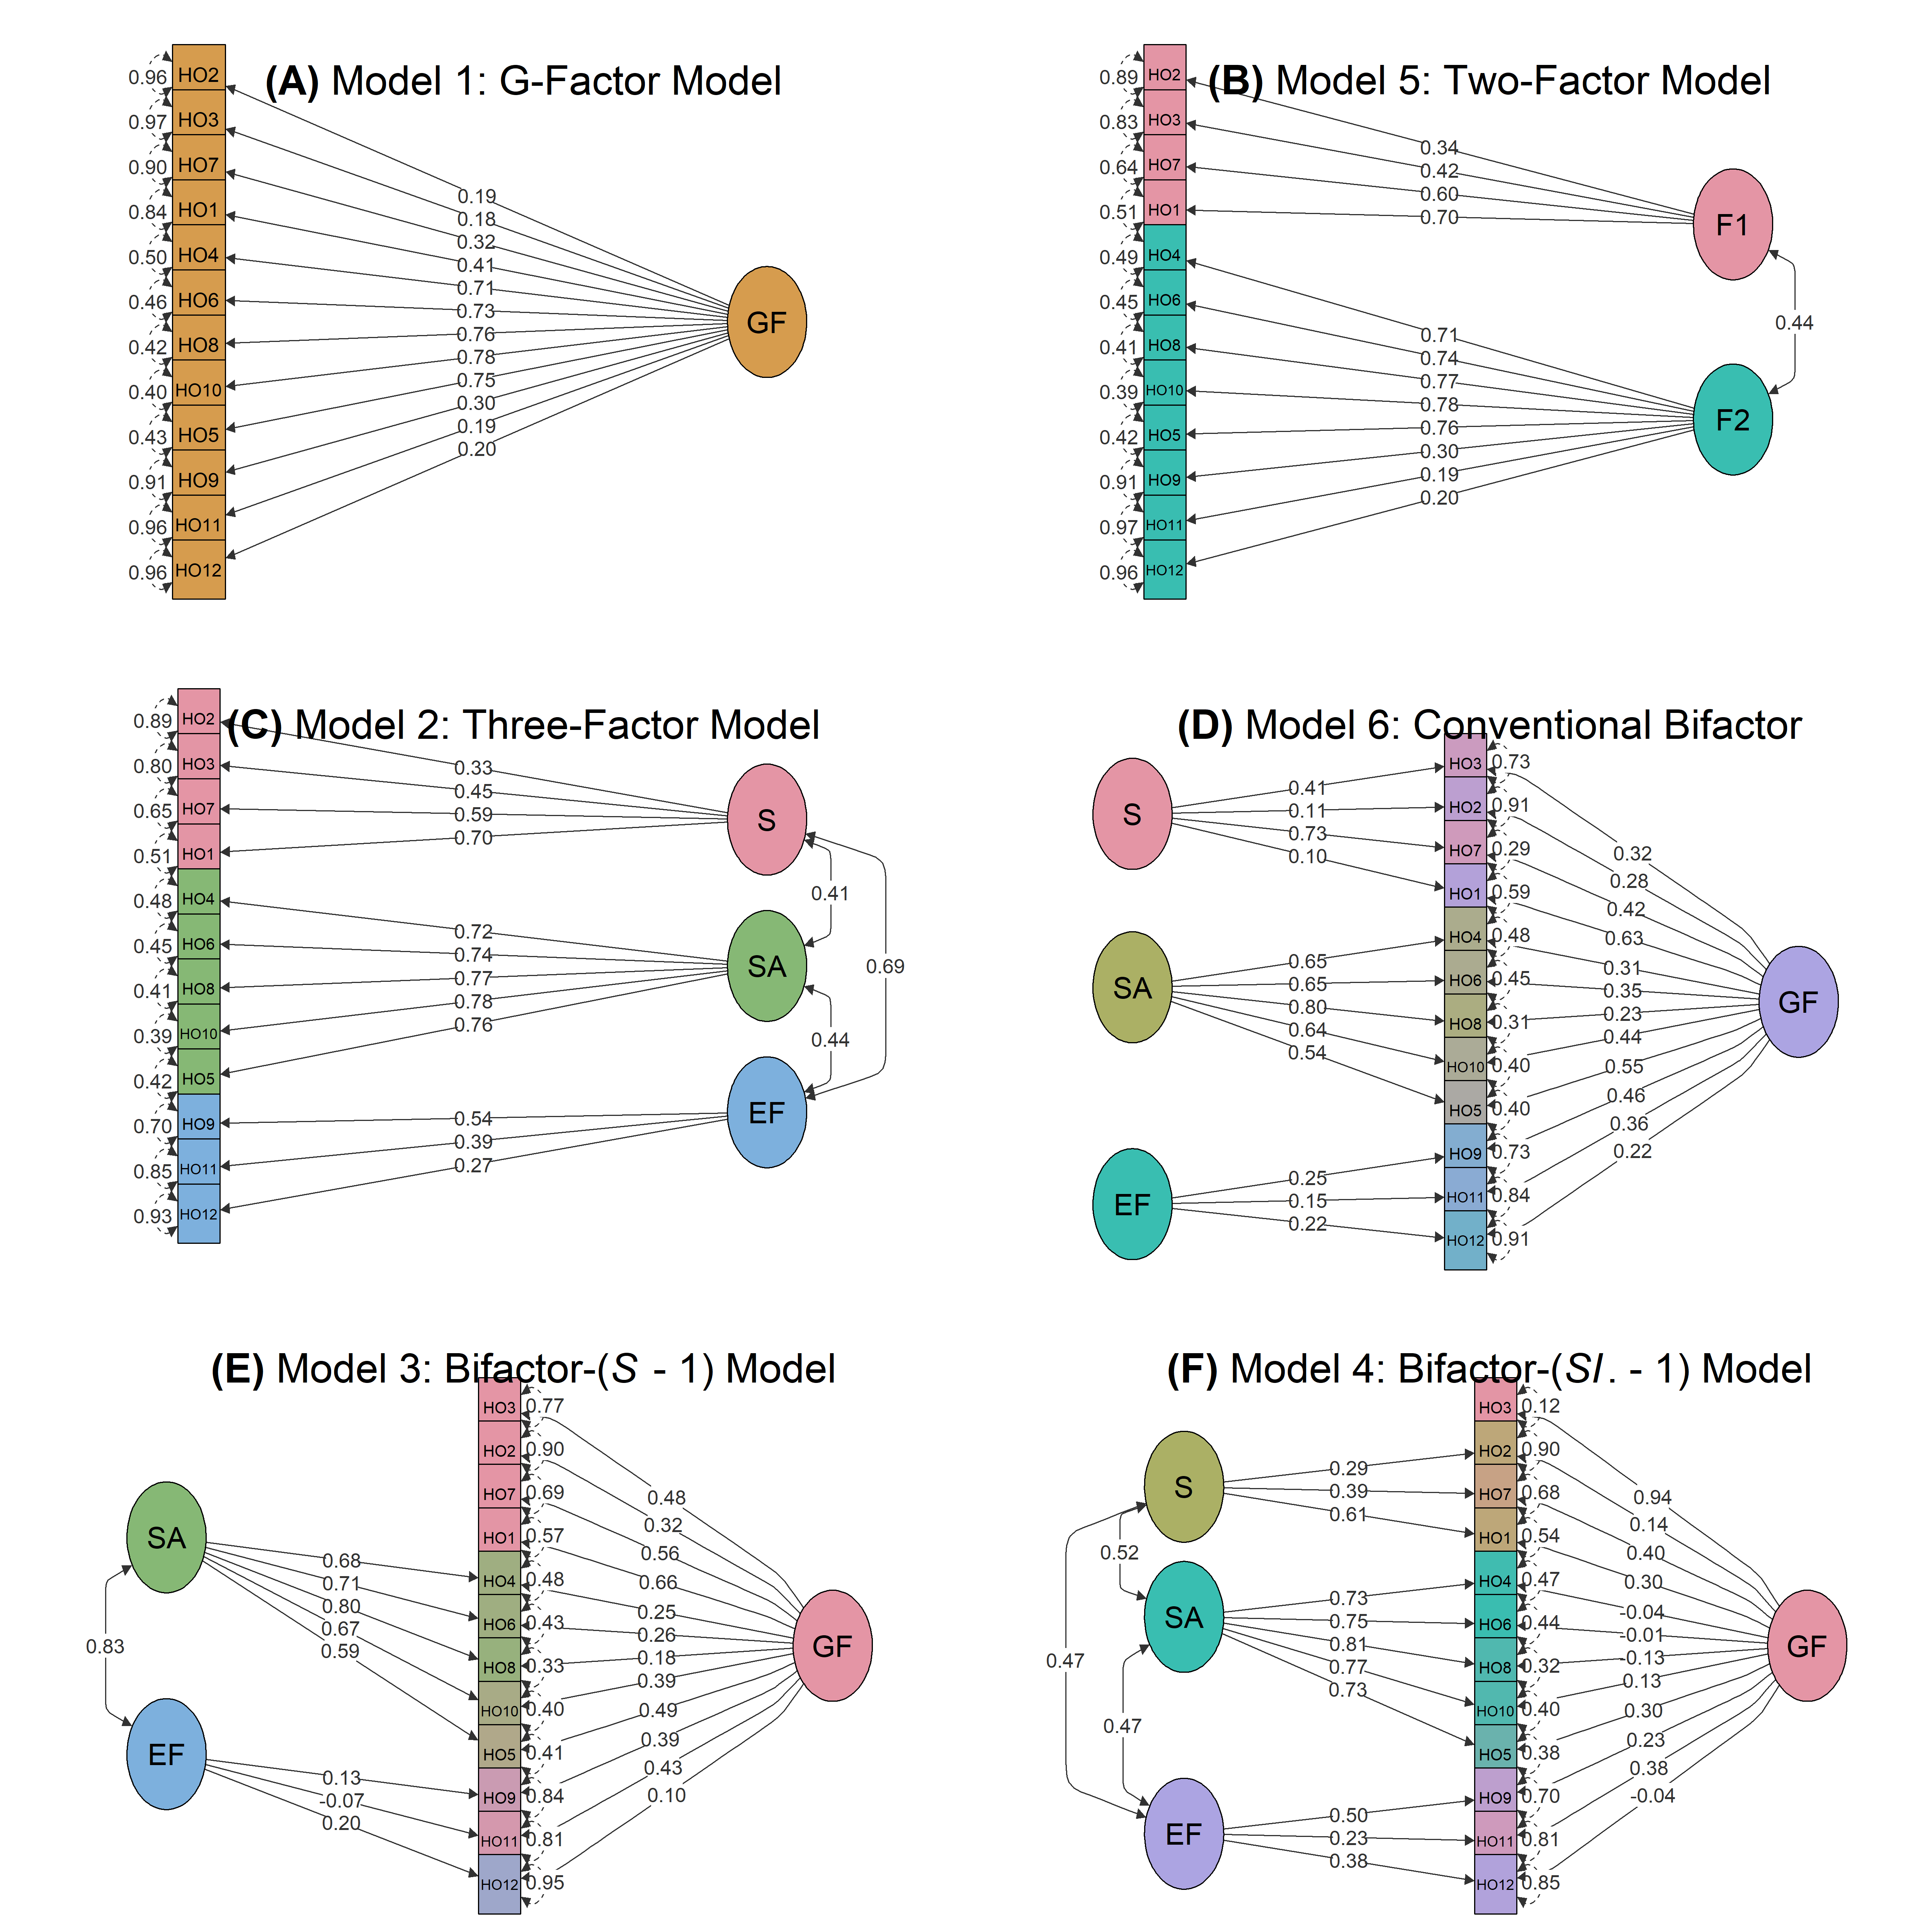 (A) Model 1: G-Factor Model
0.96 HO2
0.97 HO3
0.90 HO7
0.84 HO1
0.50 HO4
0.46 HO6
0.42 HO8
0.40 HO10
0.43 HO5
0.91 HO9
0.96 HO11
0.96 HO12
0.19
0.18
0.32
0.41
0.71
0.73
0.76
0.78
0.75
0.30
0.19
0.20
GF
(B) Model 5: Two-Factor Model
0.89 HO2
0.83 HO3
0.64 HO7
0.51 HO1
0.49 HO4
0.45 HO6
0.41 HO8
0.39 HO10
0.42 HO5
0.91 HO9
0.97 HO11
0.96 HO12
0.34
0.42
0.60
0.70
0.71
0.74
0.77
0.78
0.76
0.30
0.19
0.20
F1
0.44
F2
(C) Model 2: Three-Factor Model
0.89 HO2
0.80 HO3
0.65 HO7
0.51 HO1
0.48 HO4
0.45 HO6
0.41 HO8
0.39 HO10
0.42 HO5
0.70 HO9
0.85 HO11
0.93 HO12
0.33
0.45
0.59
0.70
0.72
0.74
0.77
0.78
0.76
0.54
0.39
0.27
S
0.41
SA
0.69
0.44
EF
(D) Model 6: Conventional Bifactor
S
SA
EF
0.41
0.11
0.73
0.10
0.65
0.65
0.80
0.64
0.54
0.25
0.15
0.22
HO3 0.73
HO2 0.91
HO7 0.29
HO1 0.59
HO4 0.48
HO6 0.45
HO8 0.31
HO10 0.40
HO5 0.40
HO9 0.73
HO11 0.84
HO12 0.91
0.32
0.28
0.42
0.63
0.31
0.35
0.23
0.44
0.55
0.46
0.36
0.22
GF
(E) Model 3: Bifactor-(S - 1) Model
SA
0.83
EF
0.68
0.71
0.80
0.67
0.59
0.13
-0.07
0.20
HO3 0.77
HO2 0.90
HO7 0.69
HO1 0.57
HO4 0.48
HO6 0.43
HO8 0.33
HO10 0.40
HO5 0.41
HO9 0.84
HO11 0.81
HO12 0.95
0.48
0.32
0.56
0.66
0.25
0.26
0.18
0.39
0.49
0.39
0.43
0.10
GF
(F) Model 4: Bifactor-(SI. - 1) Model
S
0.52
SA
0.47
0.47
EF
0.29
0.39
0.61
0.73
0.75
0.81
0.77
0.73
0.50
0.23
0.38
HO3 0.12
HO2 0.90
HO7 0.68
HO1 0.54
HO4 0.47
HO6 0.44
HO8 0.32
HO10 0.40
HO5 0.38
HO9 0.70
HO11 0.81
HO12 0.85
0.94
0.14
0.40
0.30
-0.04
-0.01
-0.13
0.13
0.30
0.23
0.38
-0.04
GF